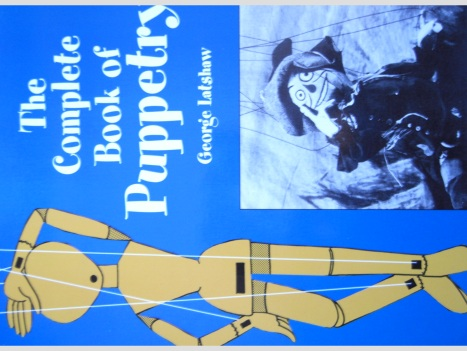 The
Complete
Book of
Puppetry
George Latshaw